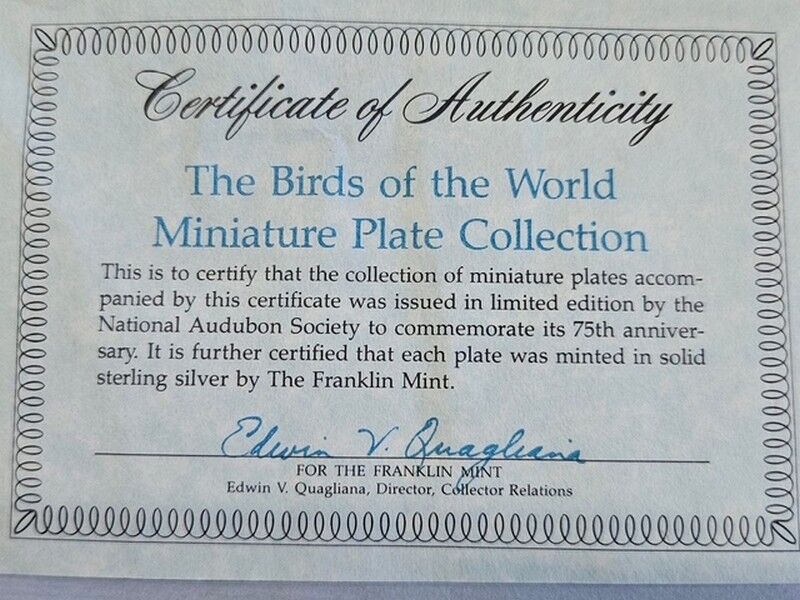 Certificate of Authenticity
The Birds of the World
Miniature Plate Collection
This is to certify that the collection of miniature plates accom-
panied by this certificate was issued in limited edition by the
National Audubon Society to commemorate its 75th anniver-
sary. It is further certified that each plate was minted in solid
sterling silver by The Franklin Mint.
Edwin V. Quagliana
FOR THE FRANKLIN MINT
Edwin V. Quagliana, Director, Collector Relations